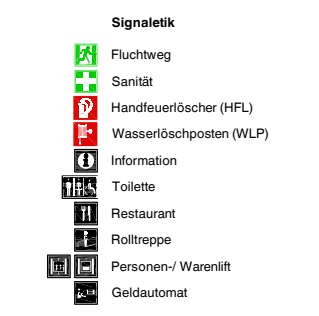 Signaletik
Fluchtweg
Sanität
Handfeuerlöscher (HFL)
Wasserlöschposten (WLP)
Information
Toilette
Restaurant
Rolltreppe
Personen-/ Warenlift
Geldautomat